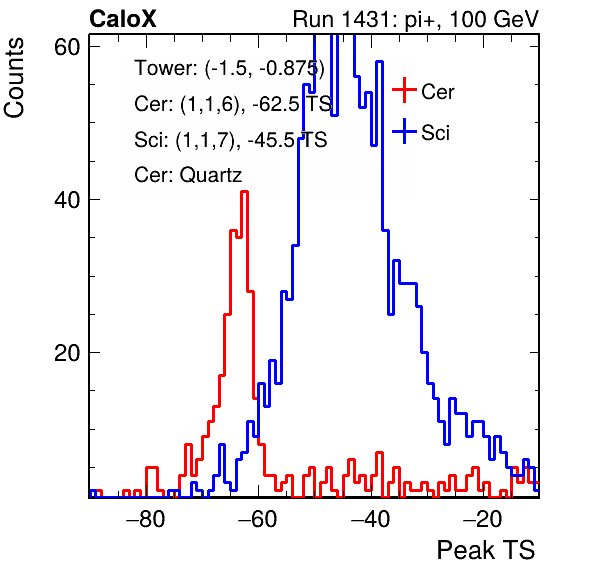 CaloX Run 1431: pi+, 100 GeV
Counts
60
40
20
Tower: (-1.5, -0.875)
Cer: (1,1,6), -62.5 TS
Sci: (1,1,7), -45.5 TS
Cer: Quartz
Cer
Sci
−80 −60 −40 −20
Peak TS